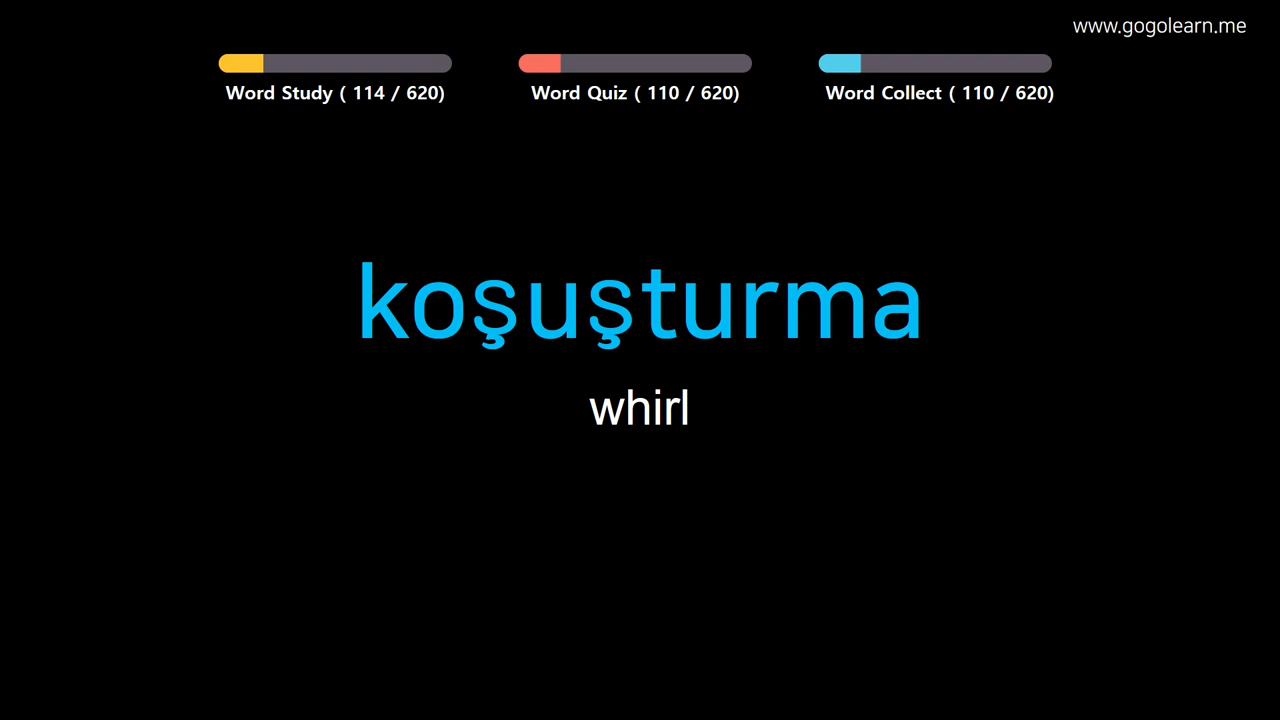 www.gogolearn.me
Word Study ( 114 / 620)
Word Quiz ( 110 / 620)
Word Collect ( 110 / 620)
koşuşturma
whirl